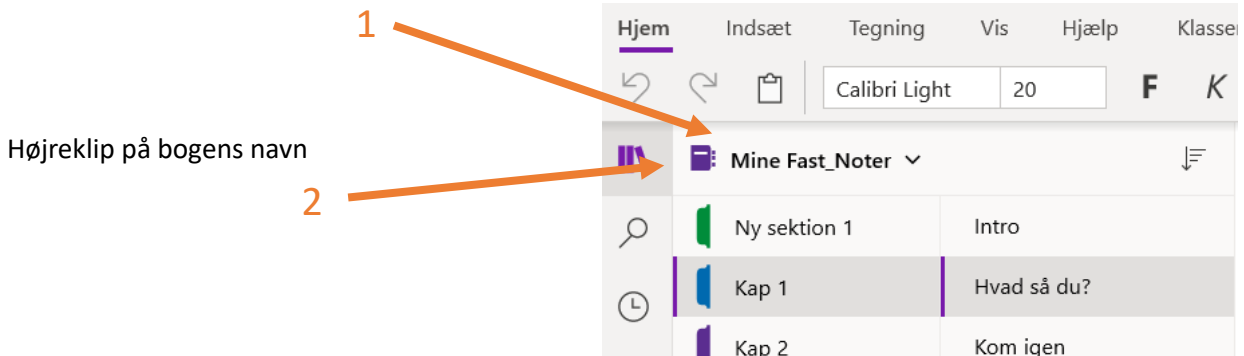 1
Hjem Indsæt Tegning Vis Hjælp
Calibri Light 20 F K
Højreklip på bogens navn
Mine Fast_Noter
2
Ny sektion 1 Intro
Kap 1 Hvad så du?
Kap 2 Kom igen